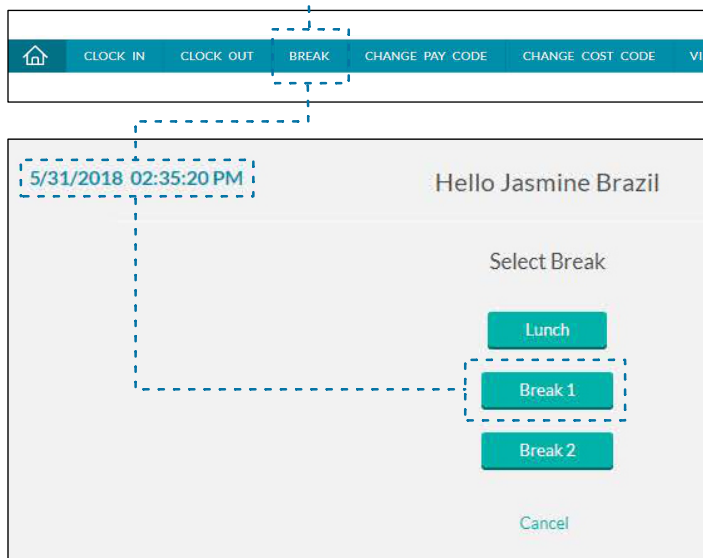 CLOCK IN CLOCK OUT BREAK CHANGE PAY CODE CHANGE COST CODE VI
5/31/2018 02:35:20 PM Hello Jasmine Brazil
Select Break
Lunch
Break 1
Break 2
Cancel